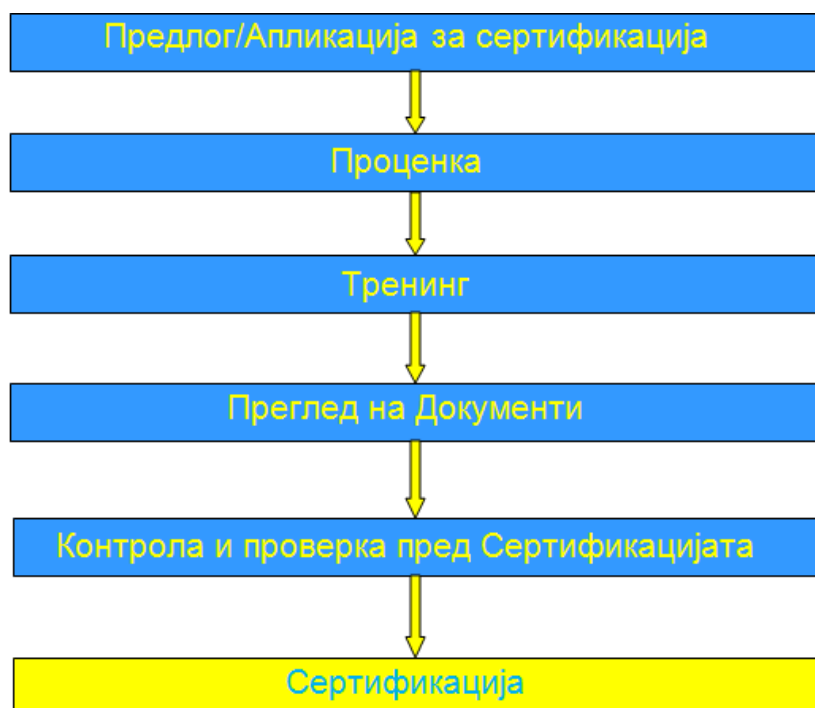 Предлог/Апликација за сертификација
Проценка
Тренинг
Преглед на Документи
Контрола и проверка пред Сертификацијата
Сертификација